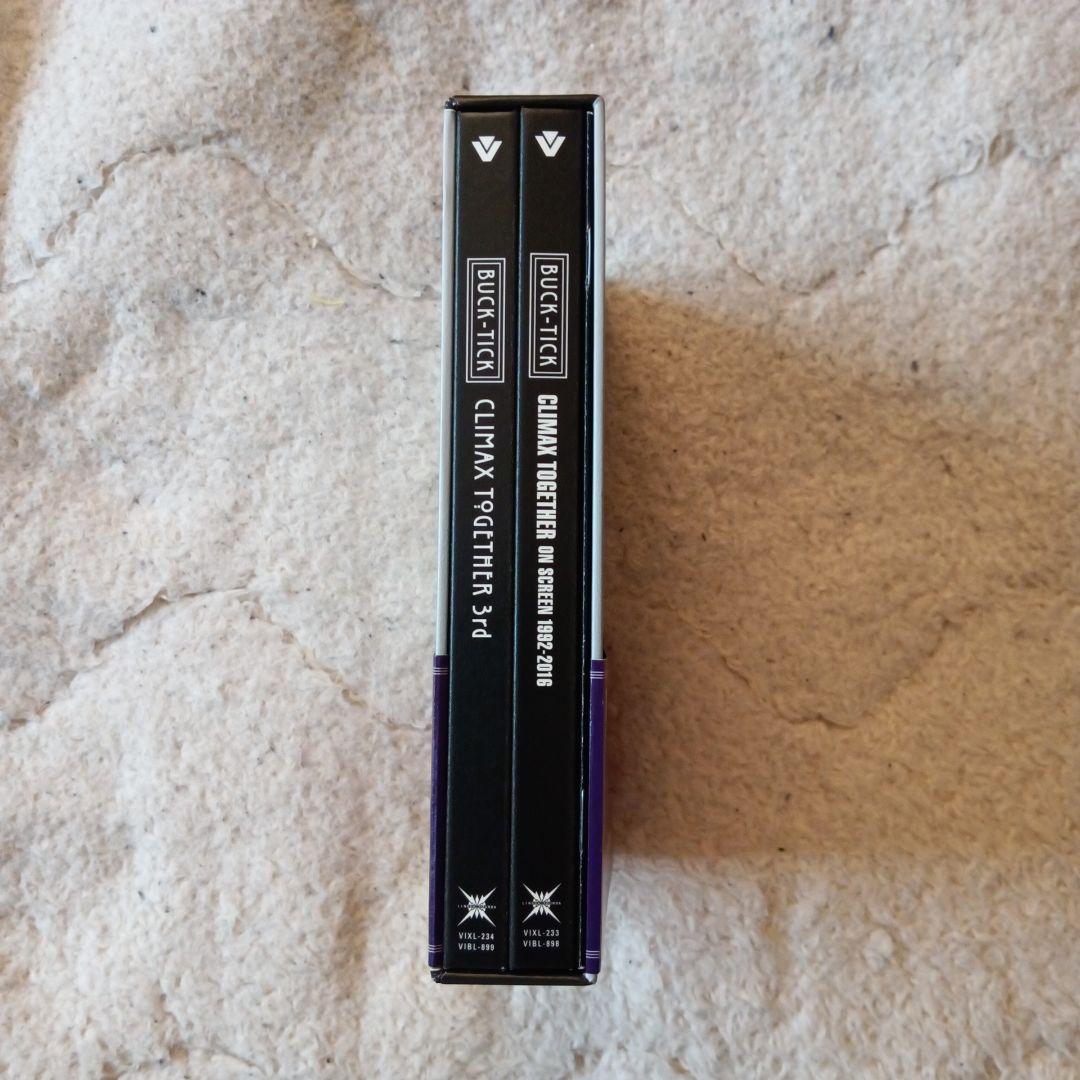 BUCK-TICK
CLIMAX TOGETHER 3rd
VIXL-234
VIBL-899
BUCK-TICK
CLIMAX TOGETHER ON SCREEN 1992-2016
VIXL-233
VIBL-898